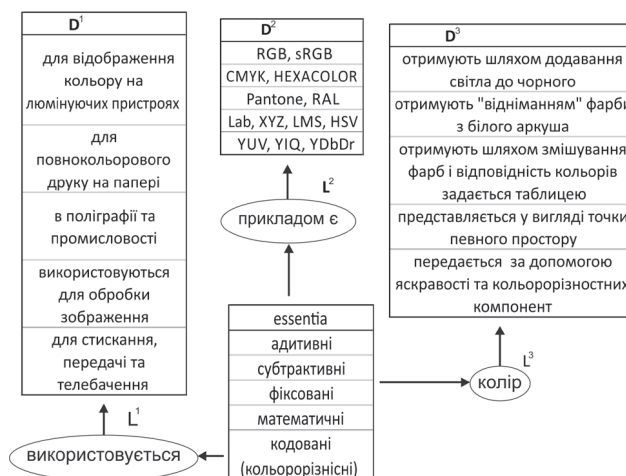 D¹
для відображення
кольору на
люмінуючих пристроях
для
повнокольорового
друку на папері
в поліграфії та
промисловості
використовуються
для обробки
зображення
для стискання,
передачі та
телебачення
L¹
використовується
D²
RGB, sRGB
CMYK, HEXACOLOR
Pantone, RAL
Lab, XYZ, LMS, HSV
YUV, YIQ, YDbDr
L²
прикладом є
essentia
адитивні
субтрактивні
фіксовані
математичні
кодовані
(кольорорізнісні)
D³
отримують шляхом додавання
світла до чорного
отримують "відніманням" фарби
з білого аркуша
отримують шляхом змішування
фарб і відповідність кольорів
задається таблицею
представляється у вигляді точки
певного простору
передається за допомогою
яскравості та кольорорізностних
компонент
L³
колір